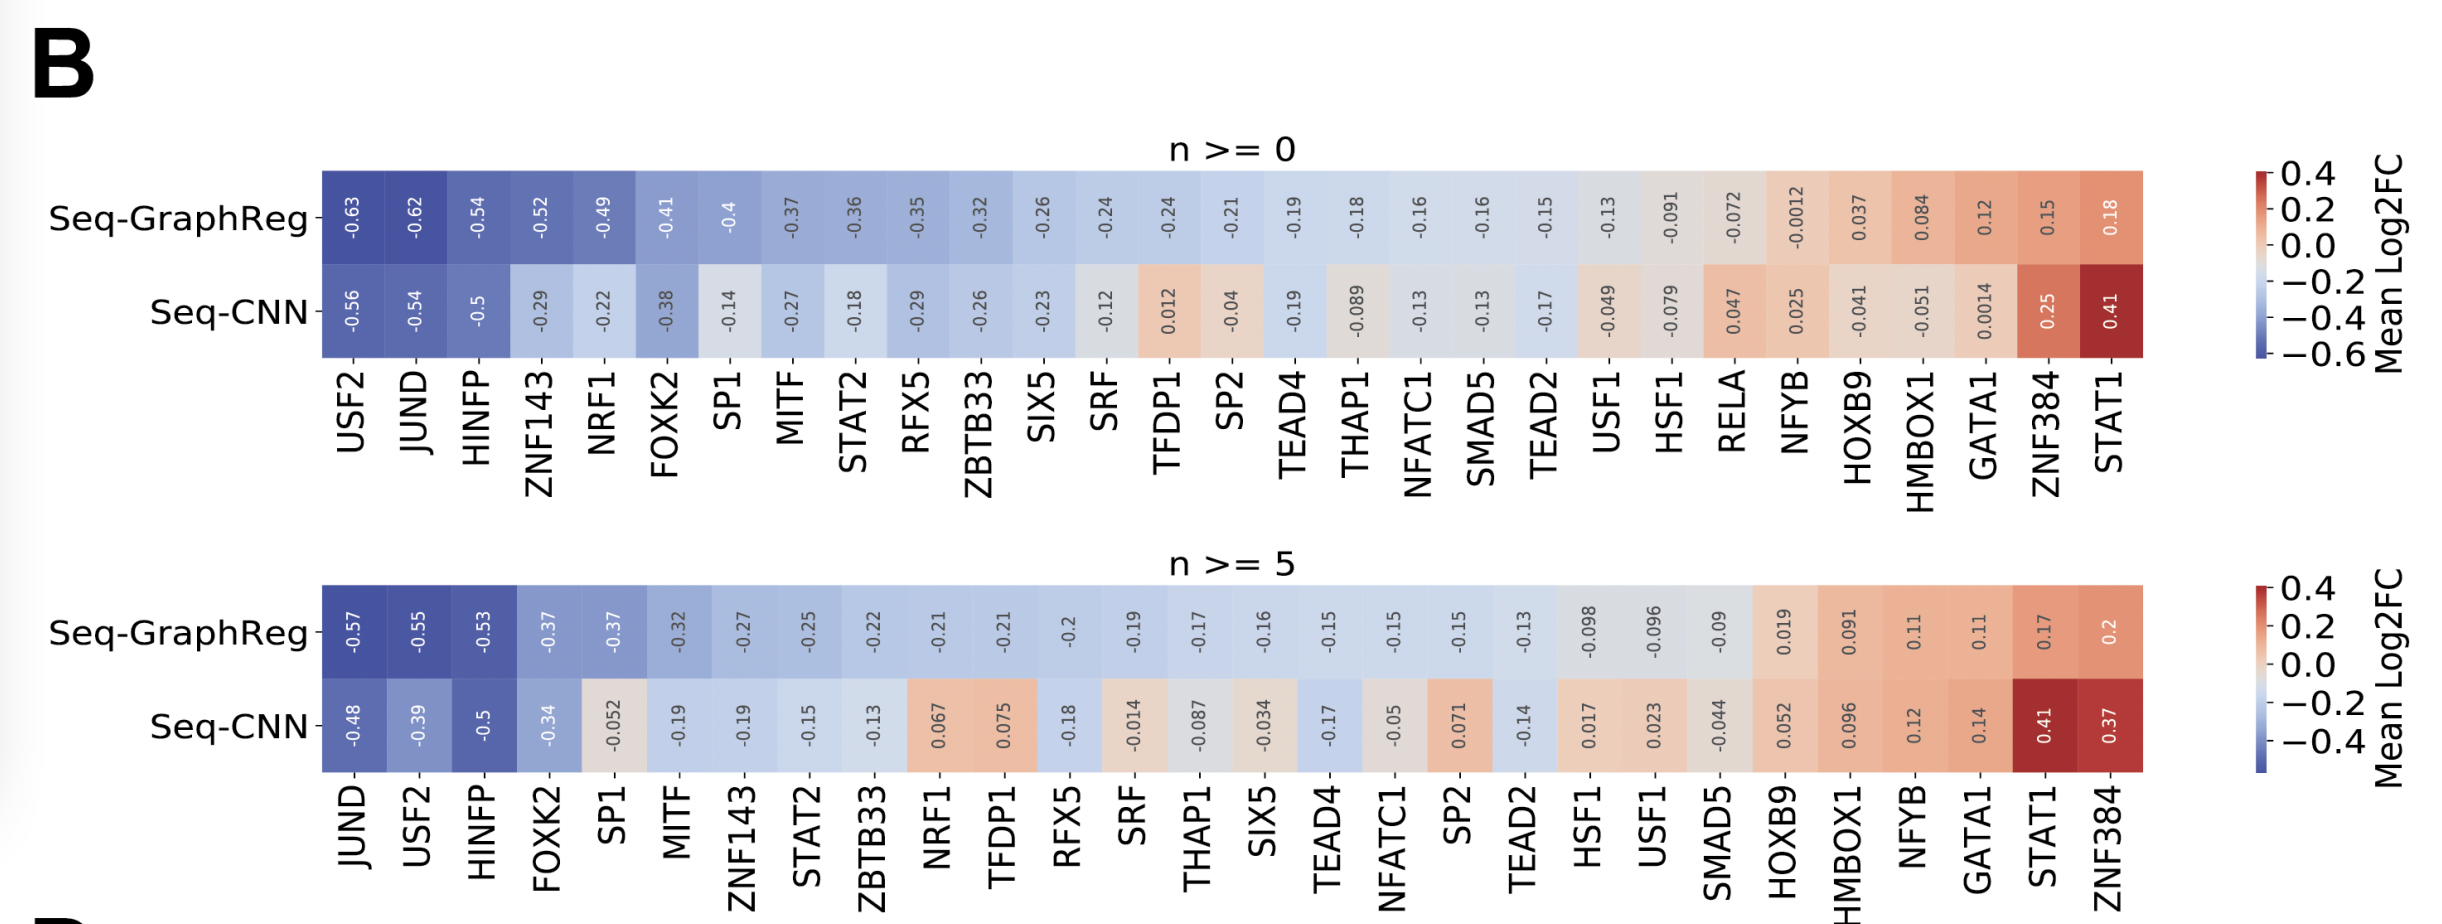 B
n >= 0
Seq-GraphReg -0.63 -0.62 -0.54 -0.52 -0.49 -0.41 -0.4 -0.37 -0.36 -0.35 -0.32 -0.26 -0.24 -0.24 -0.21 -0.19 -0.18 -0.16 -0.16 -0.15 -0.13 -0.091 -0.072 -0.0012 0.037 0.084 0.12 0.15 0.18
Seq-CNN -0.56 -0.54 -0.5 -0.29 -0.22 -0.38 -0.14 -0.27 -0.18 -0.29 -0.26 -0.23 -0.12 0.012 -0.04 -0.19 -0.089 -0.13 -0.13 -0.17 -0.049 -0.079 0.047 0.025 -0.041 -0.051 0.0014 0.25 0.41
USF2 JUND HINFP ZNF143 NRF1 FOXK2 SP1 MITF STAT2 RFX5 ZBTB33 SIX5 SRF TFDP1 SP2 TEAD4 THAP1 NFATC1 SMAD5 TEAD2 USF1 HSF1 RELA NFYB HOXB9 HMBOX1 GATA1 ZNF384 STAT1
0.4
0.2
0.0
−0.2
−0.4
−0.6
Mean Log2FC
n >= 5
Seq-GraphReg -0.57 -0.55 -0.53 -0.37 -0.37 -0.32 -0.27 -0.25 -0.22 -0.21 -0.21 -0.2 -0.19 -0.17 -0.16 -0.15 -0.15 -0.15 -0.13 -0.098 -0.096 -0.09 0.019 0.091 0.11 0.11 0.17 0.2
Seq-CNN -0.48 -0.39 -0.5 -0.34 -0.052 -0.19 -0.19 -0.15 -0.13 0.067 0.075 -0.18 -0.014 -0.087 -0.034 -0.17 -0.05 0.071 -0.14 0.017 0.023 -0.044 0.052 0.096 0.12 0.14 0.41 0.37
JUND USF2 HINFP FOXK2 SP1 MITF ZNF143 STAT2 ZBTB33 NRF1 TFDP1 RFX5 SRF THAP1 SIX5 TEAD4 NFATC1 SP2 TEAD2 HSF1 USF1 SMAD5 HOXB9 HMBOX1 NFYB GATA1 STAT1 ZNF384
0.4
0.2
0.0
−0.2
−0.4
Mean Log2FC